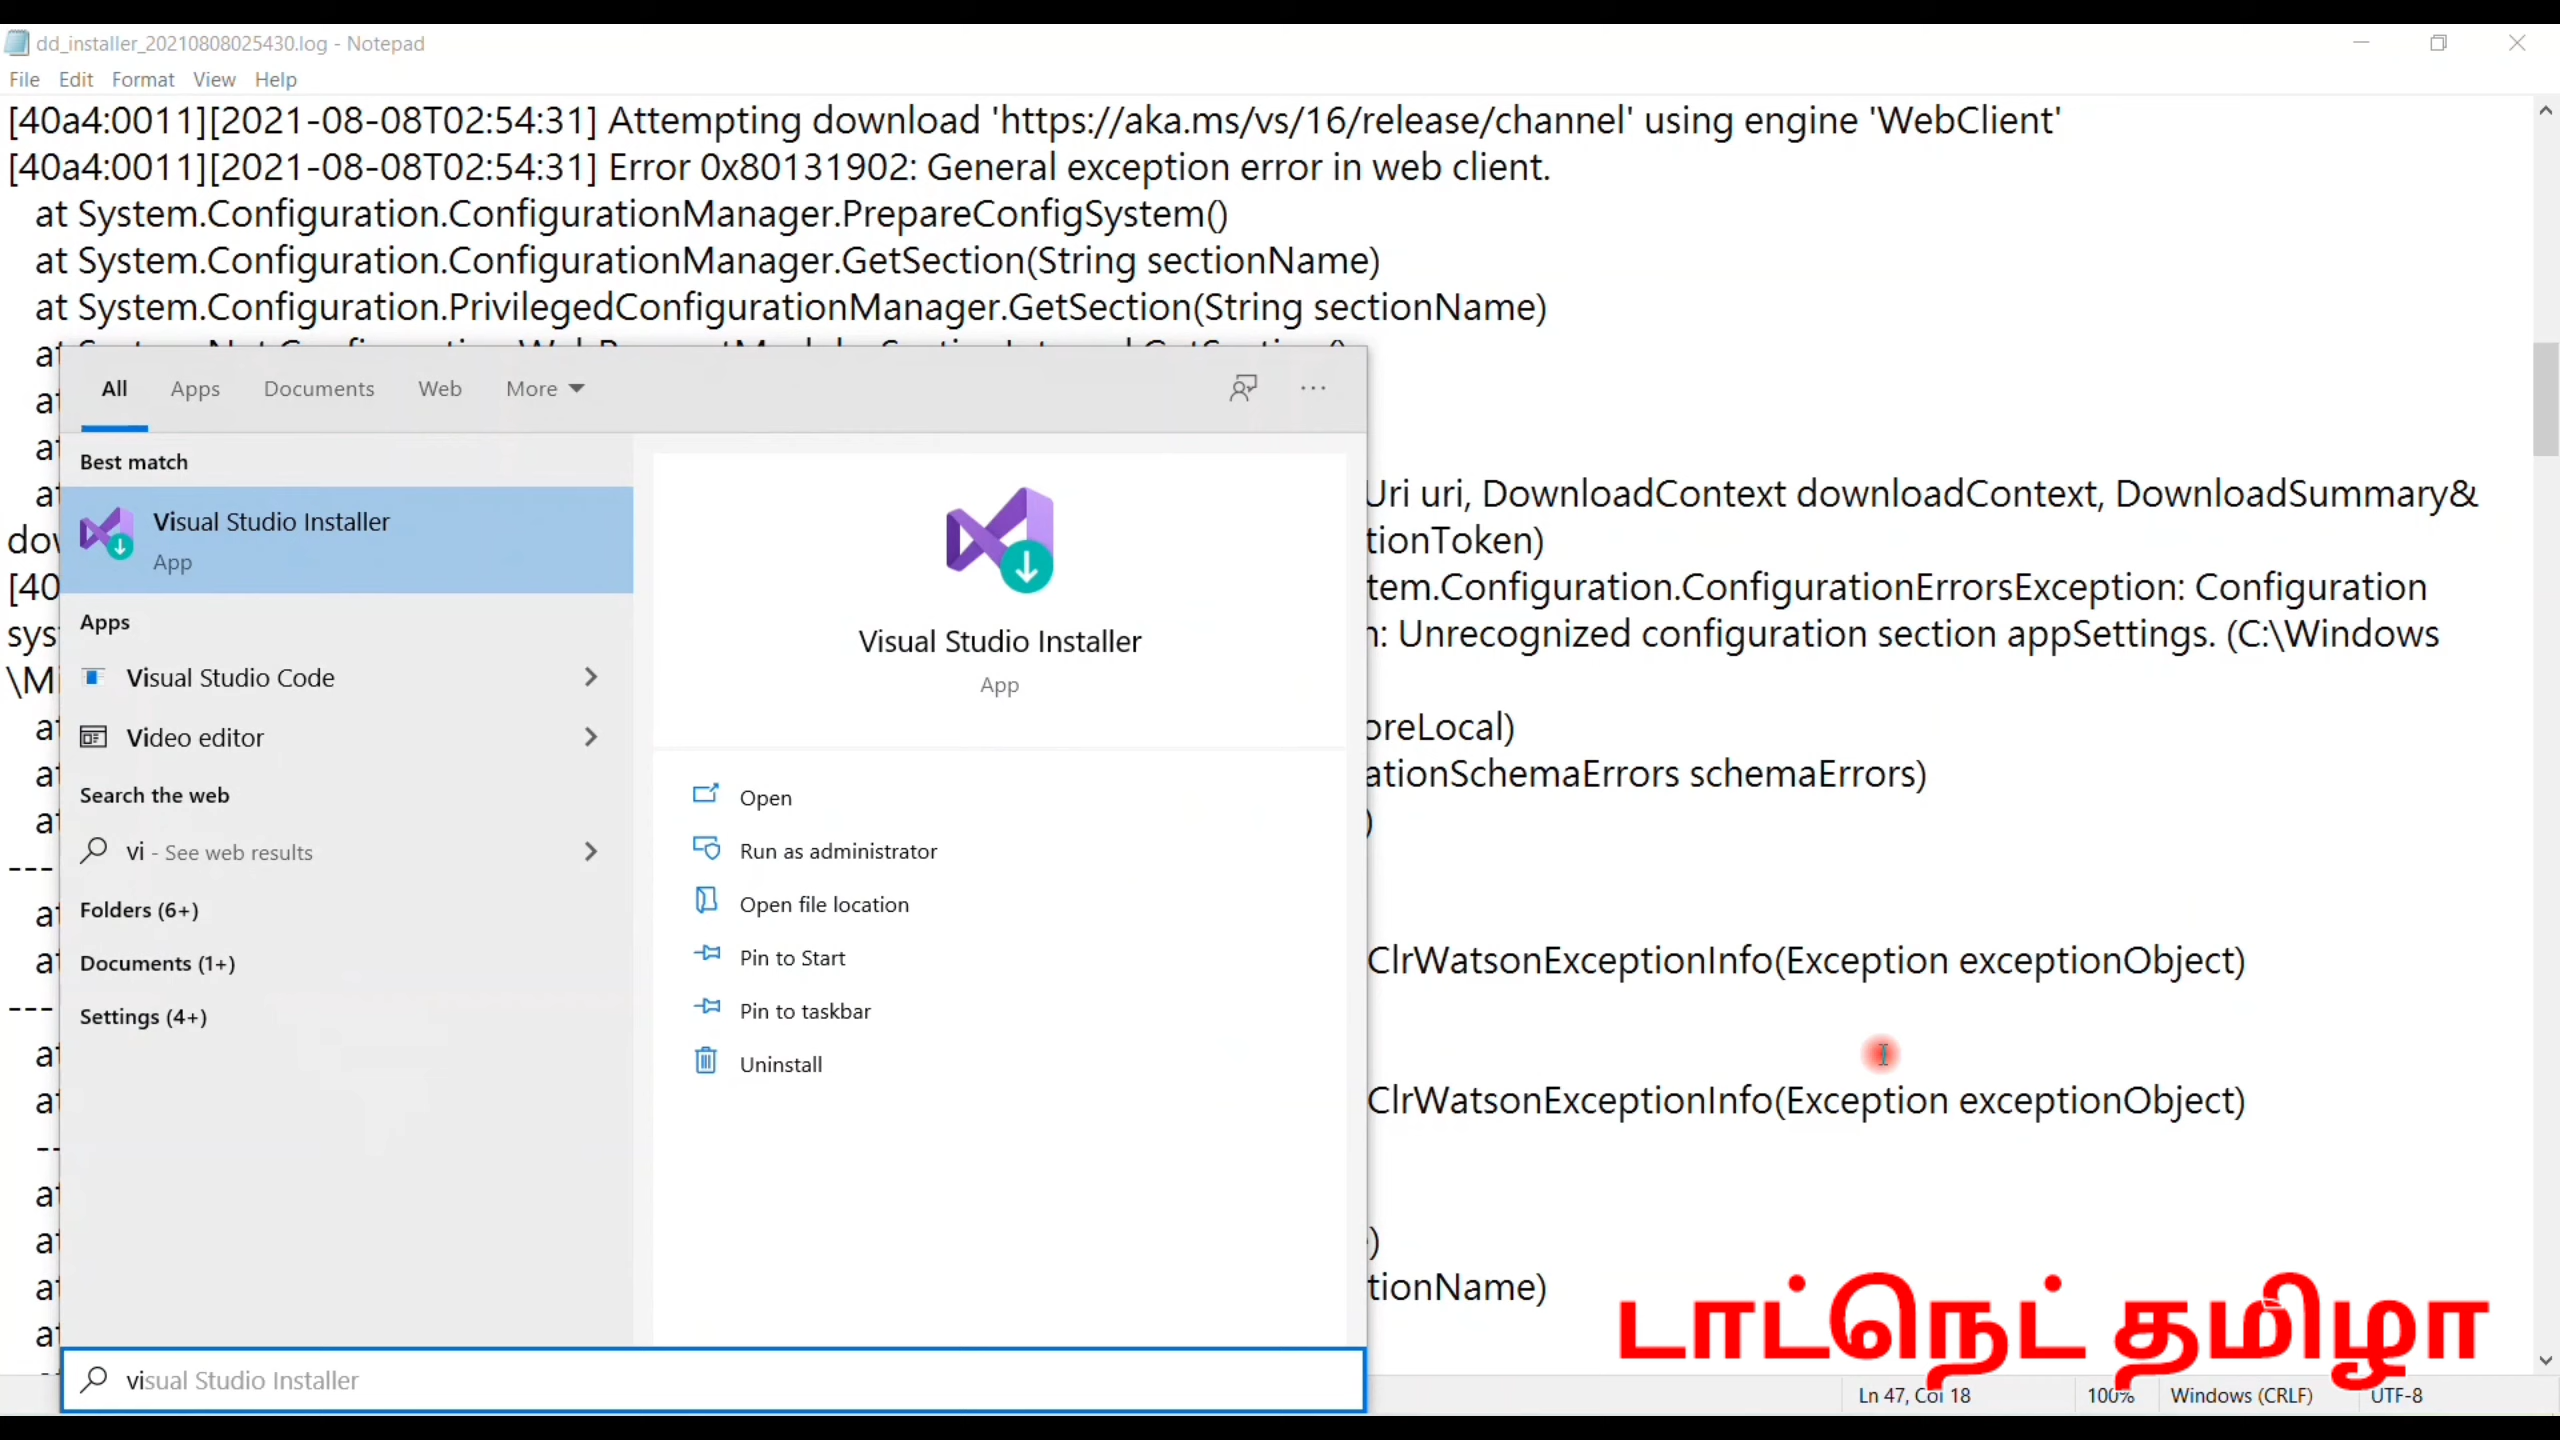 dd_installer_20210808025430.log - Notepad
File Edit Format View Help
[40a4:0011][2021-08-08T02:54:31] Attempting download 'https://aka.ms/vs/16/release/channel' using engine 'WebClient'
[40a4:0011][2021-08-08T02:54:31] Error 0x80131902: General exception error in web client.
at System.Configuration.ConfigurationManager.PrepareConfigSystem()
at System.Configuration.ConfigurationManager.GetSection(String sectionName)
at System.Configuration.PrivilegedConfigurationManager.GetSection(String sectionName)
All Apps Documents Web More
Best match
Visual Studio Installer
App
Apps
Visual Studio Code
Video editor
Search the web
vi - See web results
Folders (6+)
Documents (1+)
Settings (4+)
Visual Studio Installer
App
Open
Run as administrator
Open file location
Pin to Start
Pin to taskbar
Uninstall
visual Studio Installer
Uri uri, DownloadContext downloadContext, DownloadSummary&
tionToken)
tem.Configuration.ConfigurationErrorsException: Configuration
: Unrecognized configuration section appSettings. (C:\Windows
oreLocal)
ationSchemaErrors schemaErrors)
)
ClrWatsonExceptionInfo(Exception exceptionObject)
ClrWatsonExceptionInfo(Exception exceptionObject)
)
tionName)
டாட்நெட் தமிழா
Ln 47, Col 18 100% Windows (CRLF) UTF-8